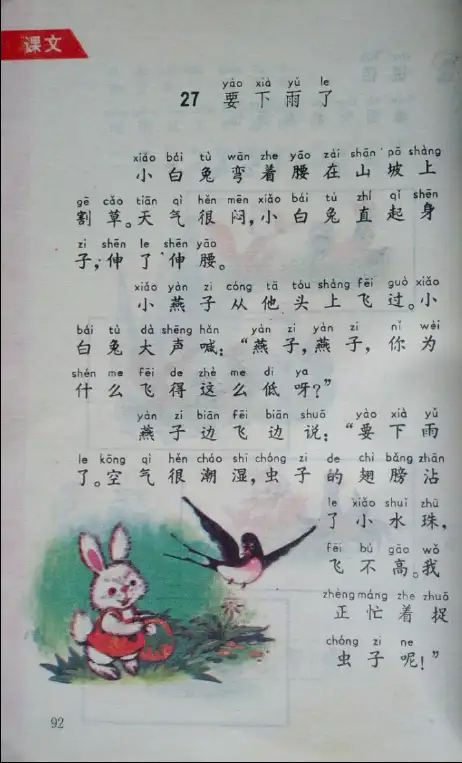 课文
yào xià yǔ le
27 要下雨了
xiǎo bái tù wān zhe yāo zài shān pō shàng
小白兔弯着腰在山坡上
gē cǎo tiān qì hěn mēn xiǎo bái tù zhí qǐ shēn
割草。天气很闷,小白兔直起身
zi shēn le shēn yāo
子,伸了伸腰。
xiǎo yàn zi cóng tā tóu shàng fēi guò xiǎo
小燕子从他头上飞过。小
bái tù dà shēng hǎn yàn zi yàn zi nǐ wèi
白兔大声喊:“燕子,燕子,你为
shén me fēi de zhè me dī ya
什么飞得这么低呀?”
yàn zi biān fēi biān shuō yào xià yǔ
燕子边飞边说:“要下雨
le kōng qì hěn cháo shī chóng zi de chì bǎng zhān
了。空气很潮湿,虫子的翅膀沾
le xiǎo shuǐ zhū
了小水珠,
fēi bù gāo wǒ
飞不高。我
zhèng máng zhe zhuō
正忙着捉
chóng zi ne
虫子呢!”
92